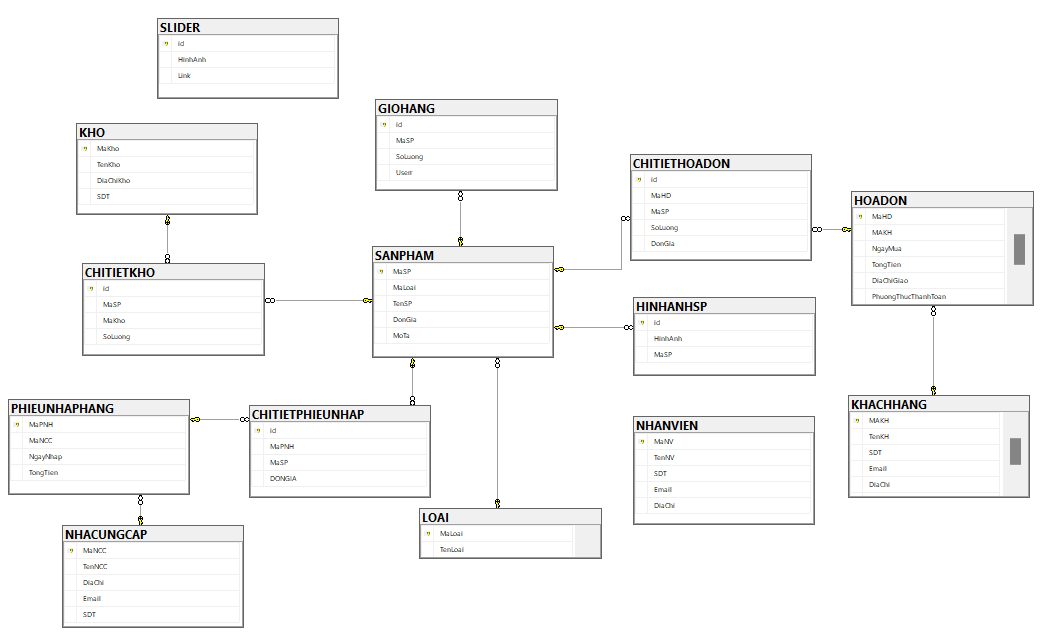 SLIDER
id
HinhAnh
Link
KHO
MaKho
TenKho
DiaChiKho
SDT
GIOHANG
id
MaSP
SoLuong
Userr
CHITIETHOADON
id
MaHD
MaSP
SoLuong
DonGia
HOADON
MaHD
MAKH
NgayMua
TongTien
DiaChiGiao
PhuongThucThanhToan
CHITIETKHO
id
MaSP
MaKho
SoLuong
SANPHAM
MaSP
MaLoai
TenSP
DonGia
MoTa
HINHANHSP
id
HinhAnh
MaSP
PHIEUNHAPHANG
MaPNH
MaNCC
NgayNhap
TongTien
CHITIETPHIEUNHAP
id
MaPNH
MaSP
DONGIA
NHANVIEN
MaNV
TenNV
SDT
Email
DiaChi
KHACHHANG
MAKH
TenKH
SDT
Email
DiaChi
NHACUNGCAP
MaNCC
TenNCC
DiaChi
Email
SDT
LOAI
MaLoai
TenLoai